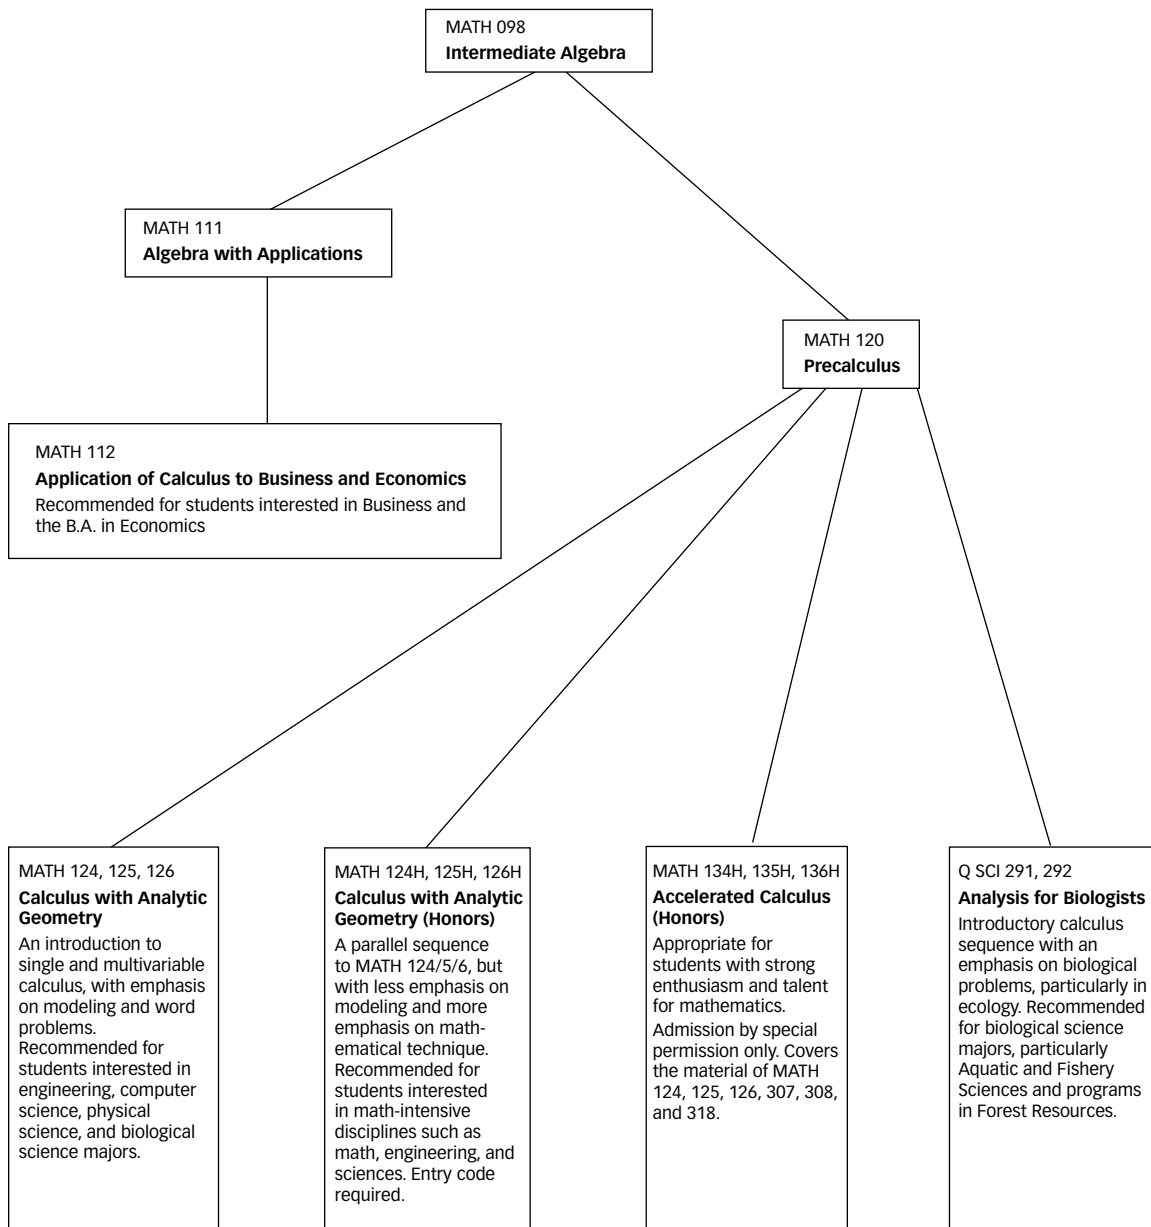 MATH 098
Intermediate Algebra
MATH 111
Algebra with Applications
MATH 120
Precalculus
MATH 112
Application of Calculus to Business and Economics
Recommended for students interested in Business and
the B.A. in Economics
MATH 124, 125, 126
Calculus with Analytic
Geometry
An introduction to
single and multivariable
calculus, with emphasis
on modeling and word
problems.
Recommended for
students interested in
engineering, computer
science, physical
science, and biological
science majors.
MATH 124H, 125H, 126H
Calculus with Analytic
Geometry (Honors)
A parallel sequence
to MATH 124/5/6, but
with less emphasis on
modeling and more
emphasis on math-
ematical technique.
Recommended for
students interested
in math-intensive
disciplines such as
math, engineering, and
sciences. Entry code
required.
MATH 134H, 135H, 136H
Accelerated Calculus
(Honors)
Appropriate for
students with strong
enthusiasm and talent
for mathematics.
Admission by special
permission only. Covers
the material of MATH
124, 125, 126, 307, 308,
and 318.
Q SCI 291, 292
Analysis for Biologists
Introductory calculus
sequence with an
emphasis on biological
problems, particularly in
ecology. Recommended
for biological science
majors, particularly
Aquatic and Fishery
Sciences and programs
in Forest Resources.